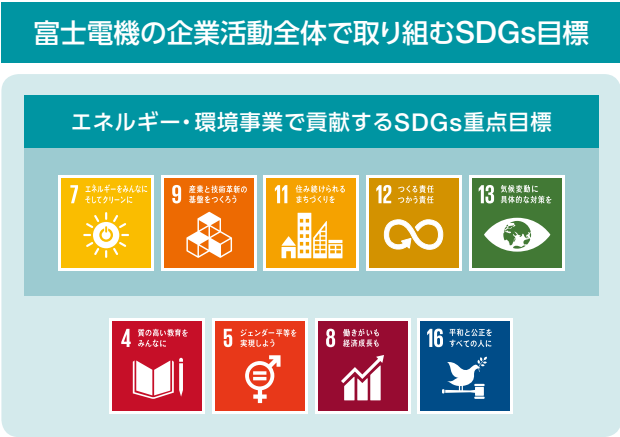 富士電機の企業活動全体で取り組むSDGs目標
エネルギー・環境事業で貢献するSDGs重点目標
7 エネルギーをみんなに
そしてクリーンに
9 産業と技術革新の
基盤をつくろう
11 住み続けられる
まちづくりを
12 つくる責任
つかう責任
13 気候変動に
具体的な対策を
4 質の高い教育を
みんなに
5 ジェンダー平等を
実現しよう
8 働きがいも
経済成長も
16 平和と公正を
すべての人に